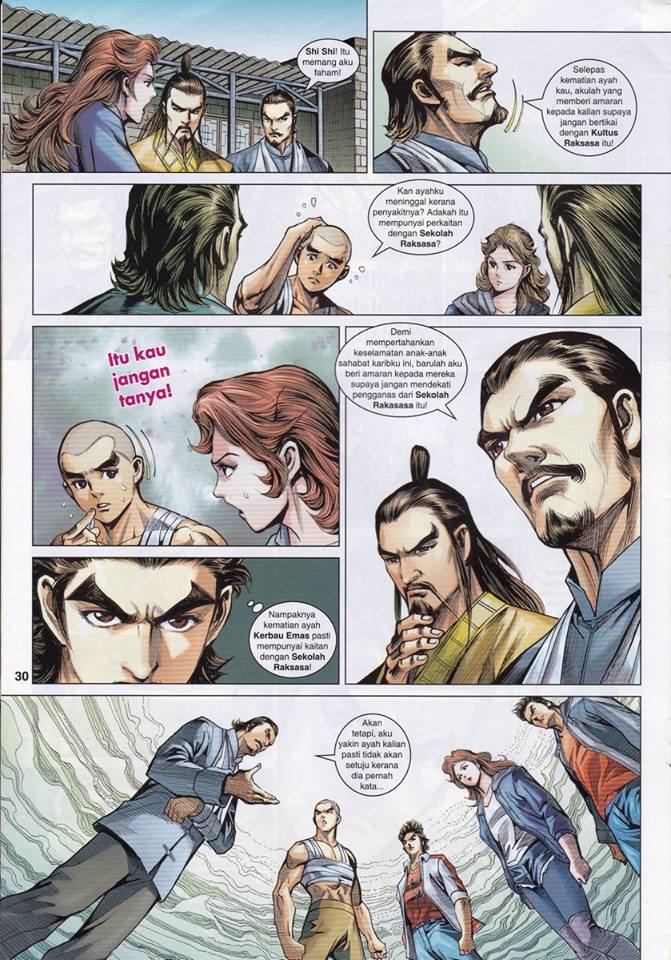 Shi Shi! Itu
memang aku
faham!
Selepas
kematian ayah
kau, akulah yang
memberi amaran
kepada kalian supaya
jangan bertikai
dengan Kultus
Raksasa itu!
Kan ayahku
meninggal kerana
penyakitnya? Adakah itu
mempunyai perkaitan
dengan Sekolah
Raksasa?
Itu kau
jangan
tanya!
Demi
mempertahankan
keselamatan anak-anak
sahabat karibku ini, barulah aku
beri amaran kepada mereka
supaya jangan mendekati
pengganas dari Sekolah
Rakasasa itu!
Nampaknya
kematian ayah
Kerbau Emas pasti
mempunyai kaitan
dengan Sekolah
Raksasa!
30
Akan
tetapi, aku
yakin ayah kalian
pasti tidak akan
setuju kerana
dia pernah
kata...